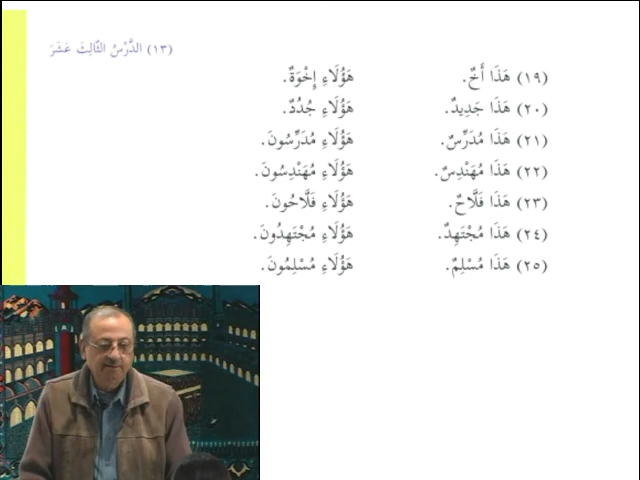 (١٣) الدَّرْسُ الثَّالِثَ عَشَرَ
(١٩) هَذَا أَخٌ. هَؤُلَاءِ إِخْوَةٌ.
(٢٠) هَذَا جَدِيدٌ. هَؤُلَاءِ جُدُدٌ.
(٢١) هَذَا مُدَرِّسٌ. هَؤُلَاءِ مُدَرِّسُونَ.
(٢٢) هَذَا مُهَنْدِسٌ. هَؤُلَاءِ مُهَنْدِسُونَ.
(٢٣) هَذَا فَلَّاحٌ. هَؤُلَاءِ فَلَّاحُونَ.
(٢٤) هَذَا مُجْتَهِدٌ. هَؤُلَاءِ مُجْتَهِدُونَ.
(٢٥) هَذَا مُسْلِمٌ. هَؤُلَاءِ مُسْلِمُونَ.